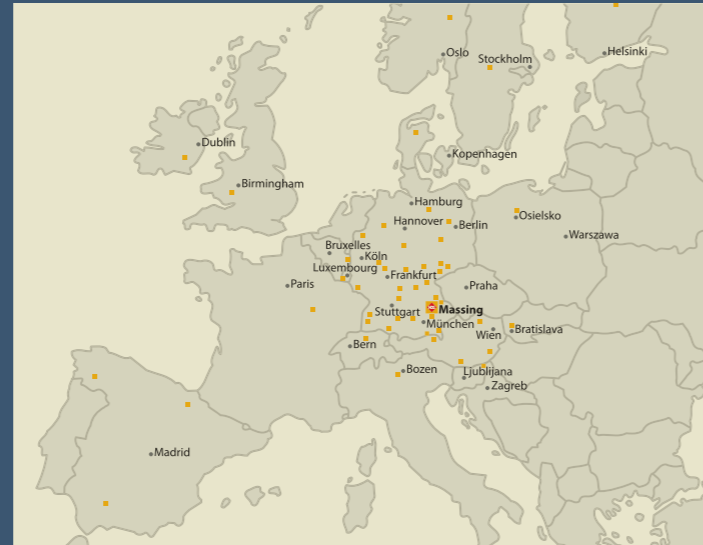 Oslo
Stockholm
Helsinki
Dublin
Kopenhagen
Birmingham
Hamburg
Osielsko
Hannover
Berlin
Warszawa
Bruxelles
Köln
Luxembourg
Frankfurt
Paris
Praha
Stuttgart
Massing
München
Wien
Bratislava
Bern
Bozen
Ljublijana
Zagreb
Madrid